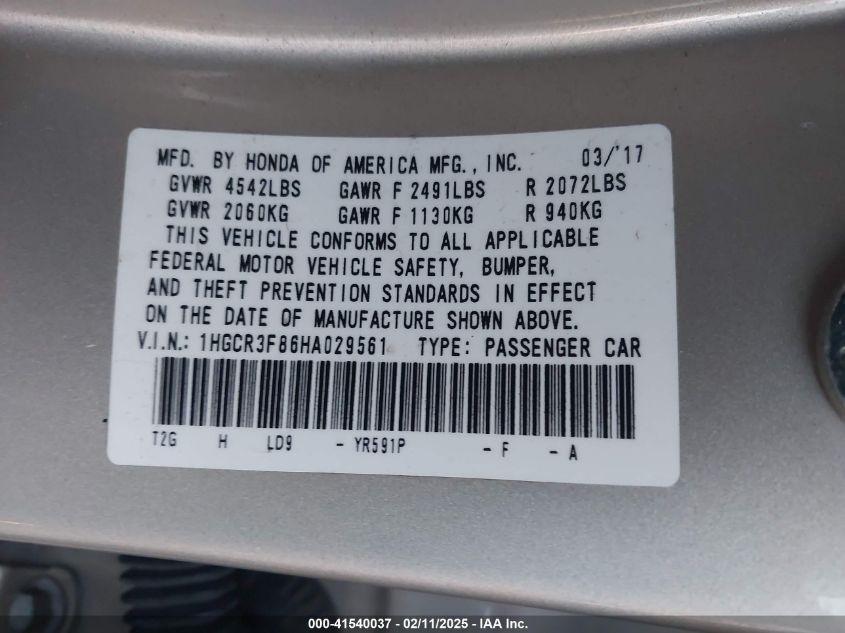 MFD. BY HONDA OF AMERICA MFG., INC. 03/'17
GVWR 4542LBS GAWR F 2491LBS R 2072LBS
GVWR 2060KG GAWR F 1130KG R 940KG
THIS VEHICLE CONFORMS TO ALL APPLICABLE
FEDERAL MOTOR VEHICLE SAFETY, BUMPER,
AND THEFT PREVENTION STANDARDS IN EFFECT
ON THE DATE OF MANUFACTURE SHOWN ABOVE.
V.I.N.: 1HGCR3F86HA029561 TYPE: PASSENGER CAR
T2G H LD9 - YR591P - F - A
000-41540037 - 02/11/2025 - IAA Inc.